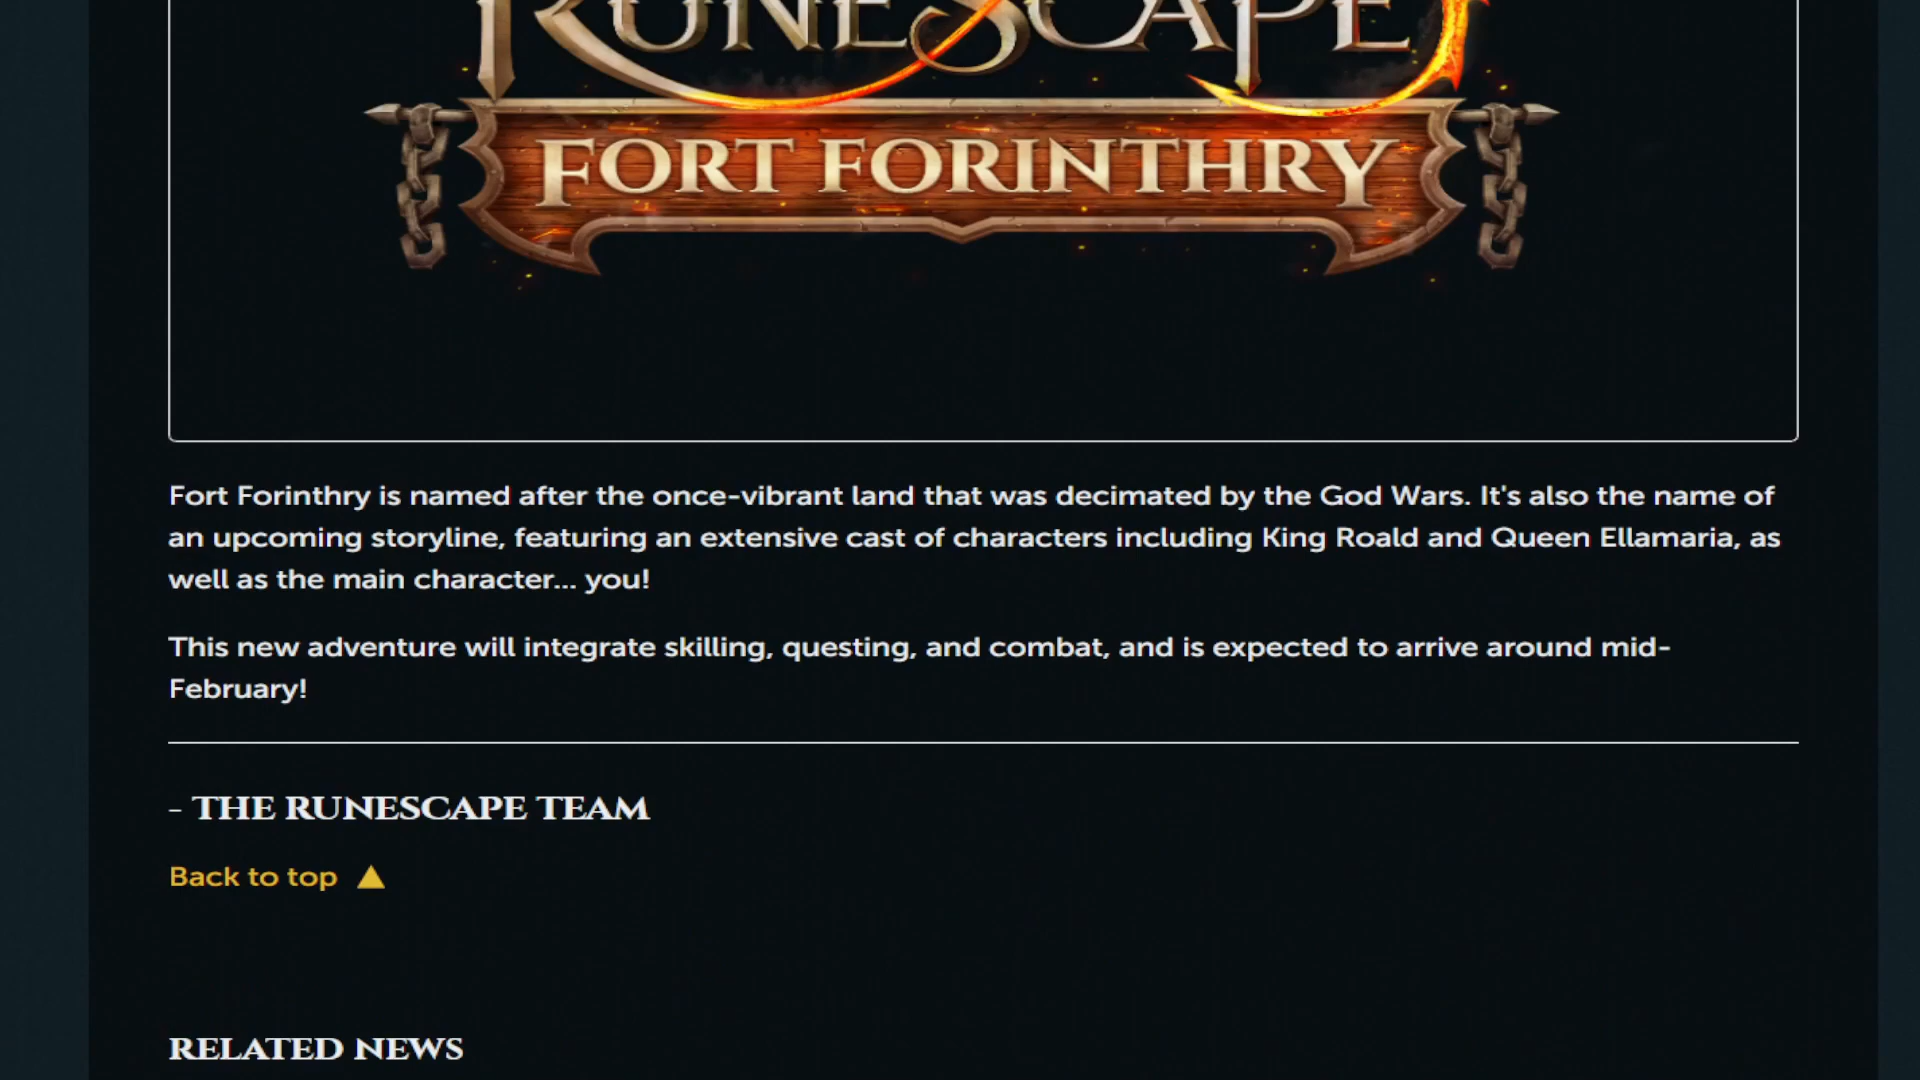 RUNESCAPE
FORT FORINTHRY
Fort Forinthry is named after the once-vibrant land that was decimated by the God Wars. It's also the name of
an upcoming storyline, featuring an extensive cast of characters including King Roald and Queen Ellamaria, as
well as the main character... you!
This new adventure will integrate skilling, questing, and combat, and is expected to arrive around mid-
February!
- THE RUNESCAPE TEAM
Back to top
RELATED NEWS